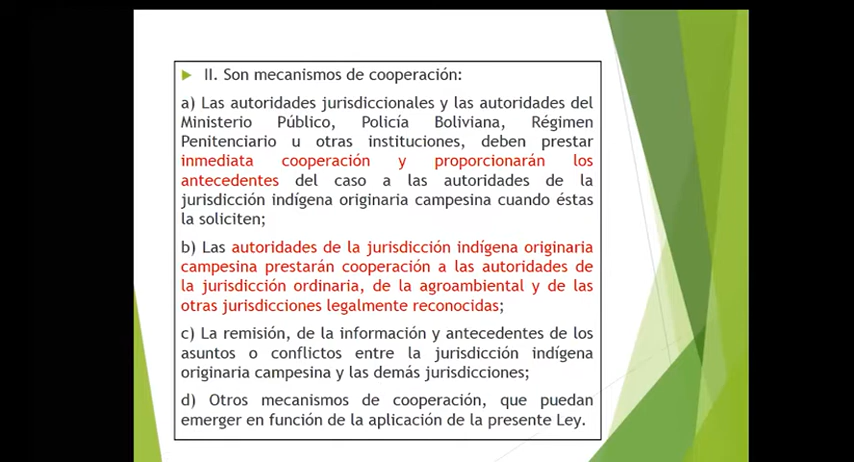 II. Son mecanismos de cooperación:
a) Las autoridades jurisdiccionales y las autoridades del
Ministerio Público, Policía Boliviana, Régimen
Penitenciario u otras instituciones, deben prestar
inmediata cooperación y proporcionarán los
antecedentes del caso a las autoridades de la
jurisdicción indígena originaria campesina cuando éstas
la soliciten;
b) Las autoridades de la jurisdicción indígena originaria
campesina prestarán cooperación a las autoridades de
la jurisdicción ordinaria, de la agroambiental y de las
otras jurisdicciones legalmente reconocidas;
c) La remisión, de la información y antecedentes de los
asuntos o conflictos entre la jurisdicción indígena
originaria campesina y las demás jurisdicciones;
d) Otros mecanismos de cooperación, que puedan
emerger en función de la aplicación de la presente Ley.